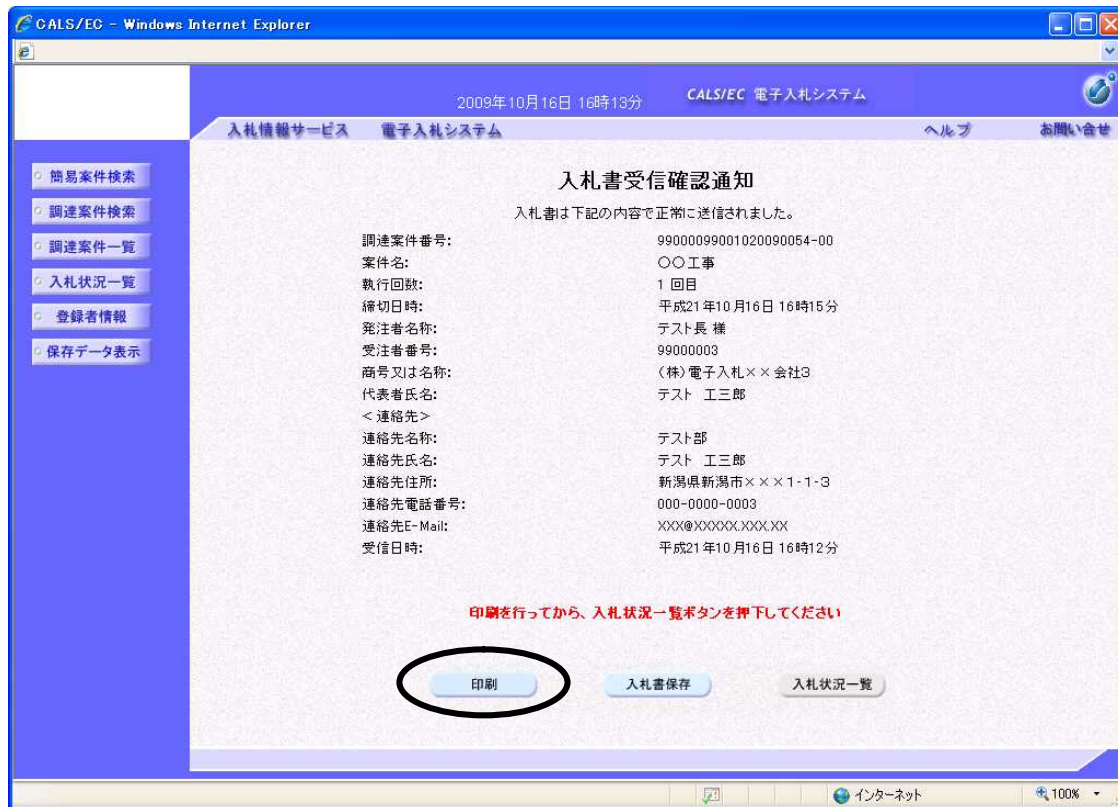 CALS/EC - Windows Internet Explorer
2009年10月16日 16時13分
CALS/EC 電子入札システム
入札情報サービス 電子入札システム ヘルプ お問い合せ
簡易案件検索
調達案件検索
調達案件一覧
入札状況一覧
登録者情報
保存データ表示
入札書受信確認通知
入札書は下記の内容で正常に送信されました。
調達案件番号: 99000099001020090054-00
案件名: 〇〇工事
執行回数: 1 回目
締切日時: 平成21年10月16日 16時15分
発注者名称: テスト長 様
受注者番号: 99000003
商号又は名称: (株)電子入札××会社3
代表者氏名: テスト 工三郎
<連絡先>
連絡先名称: テスト部
連絡先氏名: テスト 工三郎
連絡先住所: 新潟県新潟市×××1-1-3
連絡先電話番号: 000-0000-0003
連絡先E-Mail: XXX@XXXXX.XXX.XX
受信日時: 平成21年10月16日 16時12分
印刷を行ってから、入札状況一覧ボタンを押下してください
印刷 入札書保存 入札状況一覧
インターネット 100%